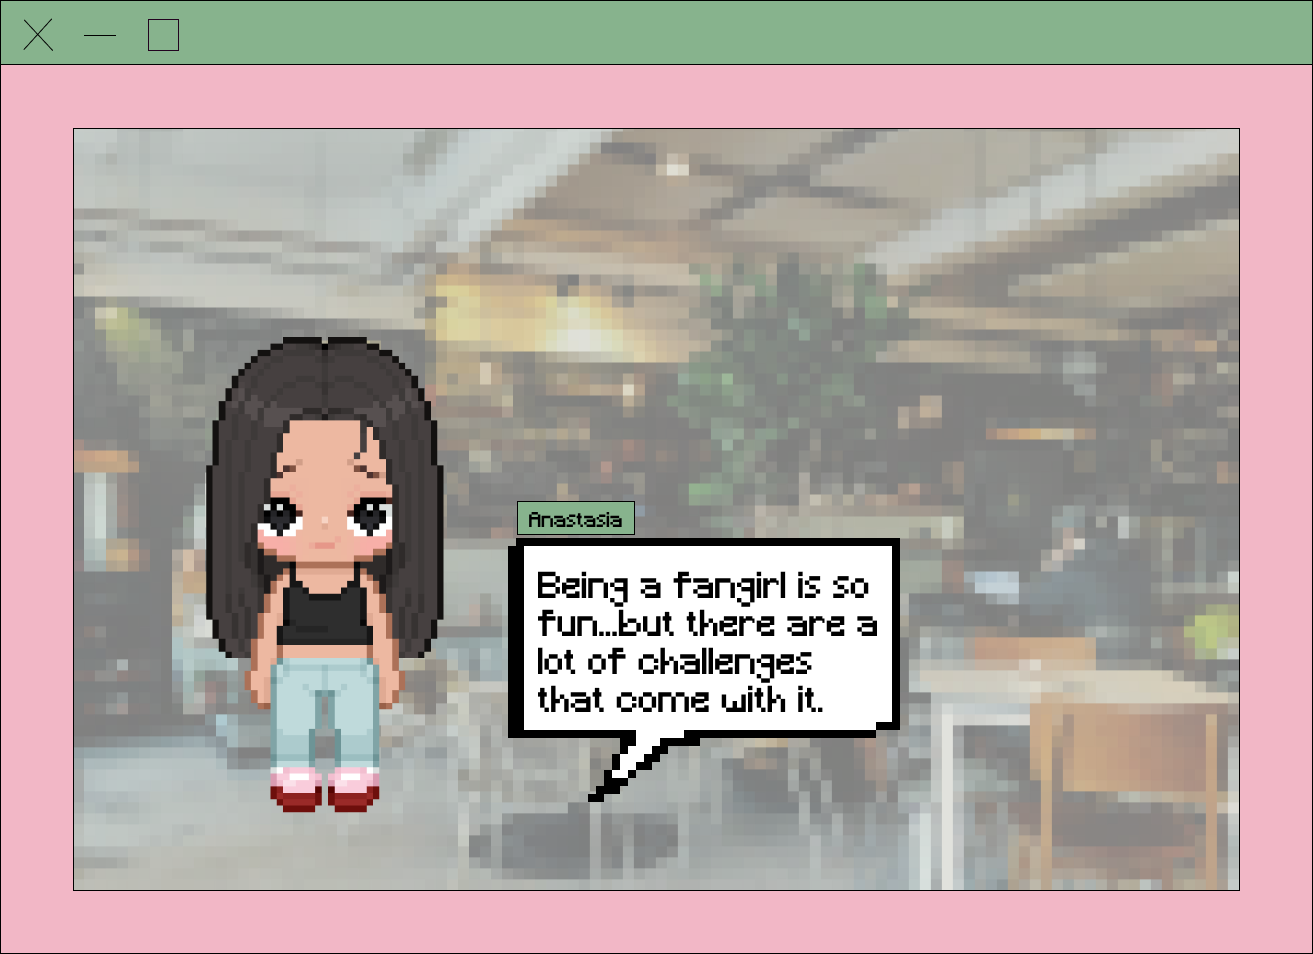 Anastasia
Being a fangirl is so
fun...but there are a
lot of challenges
that come with it.